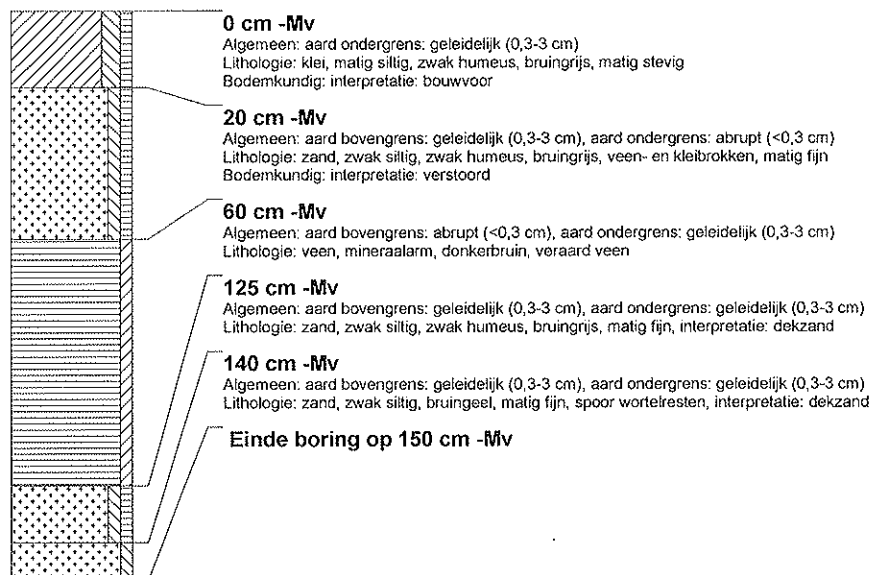 0 cm -Mv
Algemeen: aard ondergrens: geleidelijk (0,3-3 cm)
Lithologie: klei, matig siltig, zwak humeus, bruingrijs, matig stevig
Bodemkundig: interpretatie: bouwvoor
20 cm -Mv
Algemeen: aard bovengrens: geleidelijk (0,3-3 cm), aard ondergrens: abrupt (<0,3 cm)
Lithologie: zand, zwak siltig, zwak humeus, bruingrijs, veen- en kleibrokken, matig fijn
Bodemkundig: interpretatie: verstoord
60 cm -Mv
Algemeen: aard bovengrens: abrupt (<0,3 cm), aard ondergrens: geleidelijk (0,3-3 cm)
Lithologie: veen, mineraalarm, donkerbruin, veraard veen
125 cm -Mv
Algemeen: aard bovengrens: geleidelijk (0,3-3 cm), aard ondergrens: geleidelijk (0,3-3 cm)
Lithologie: zand, zwak siltig, zwak humeus, bruingrijs, matig fijn, interpretatie: dekzand
140 cm -Mv
Algemeen: aard bovengrens: geleidelijk (0,3-3 cm), aard ondergrens: geleidelijk (0,3-3 cm)
Lithologie: zand, zwak siltig, bruingeel, matig fijn, spoor wortelresten, interpretatie: dekzand
Einde boring op 150 cm -Mv